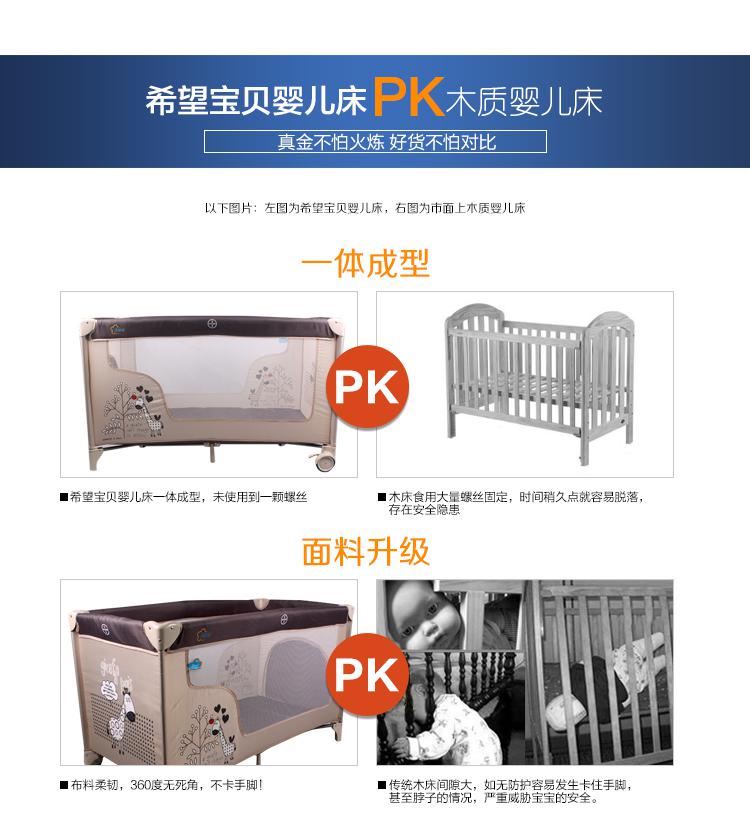 希望宝贝婴儿床PK木质婴儿床
真金不怕火炼 好货不怕对比
以下图片：左图为希望宝贝婴儿床，右图为市面上木质婴儿床
一体成型
PK
■希望宝贝婴儿床一体成型，未使用到一颗螺丝
■木床食用大量螺丝固定，时间稍久点就容易脱落，
存在安全隐患
面料升级
PK
■布料柔韧，360度无死角，不卡手脚！
■传统木床间隙大，如无防护容易发生卡住手脚，
甚至脖子的情况，严重威胁宝宝的安全。